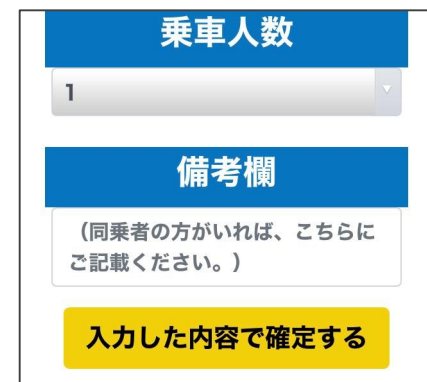 乗車人数
1
備考欄
（同乗者の方がいれば、こちらに
ご記載ください。）
入力した内容で確定する